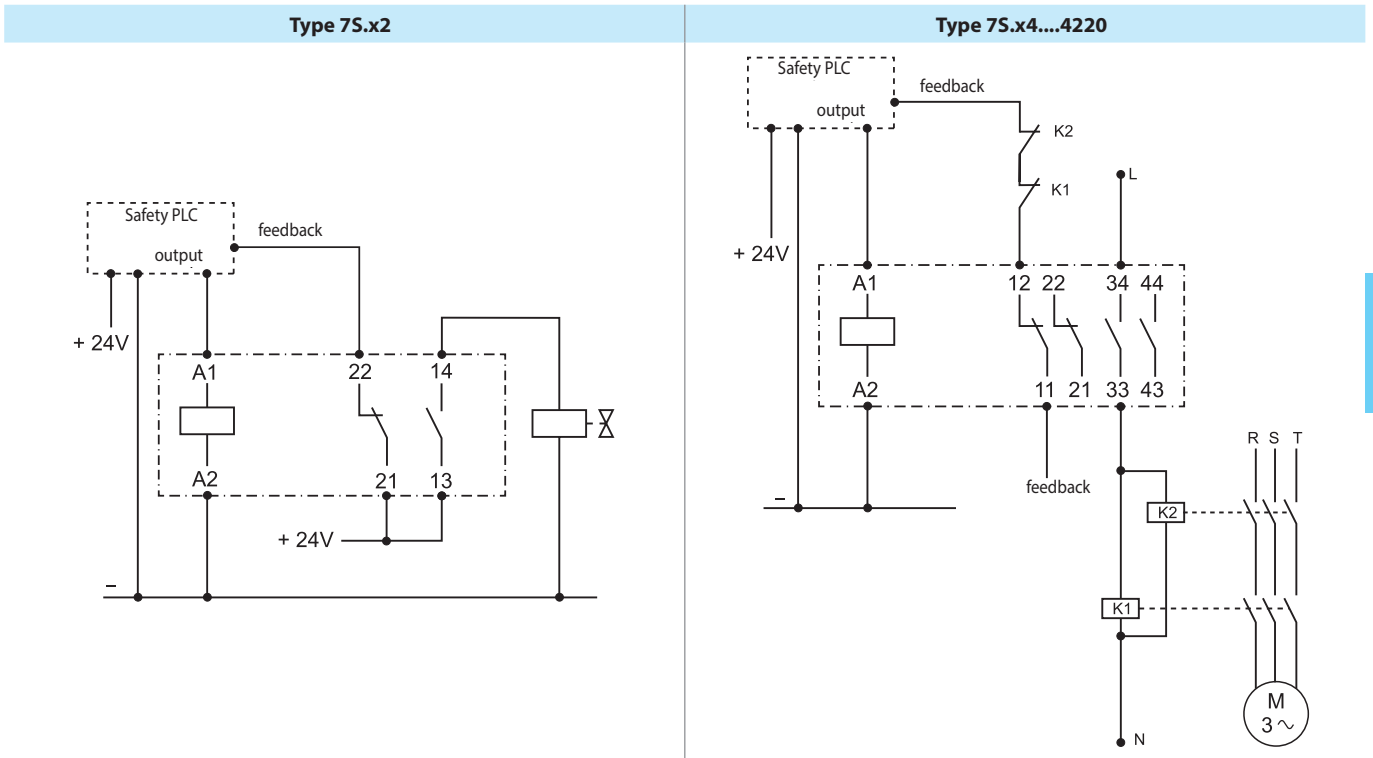 Type 7S.x2
Safety PLC
output
feedback
+ 24V
A1
22
14
A2
21
13
+ 24V
–
Type 7S.x4....4220
Safety PLC
output
feedback
K2
K1
L
+ 24V
A1
12 22
34 44
A2
11 21
33 43
feedback
–
R S T
K2
K1
M
3 ~
N